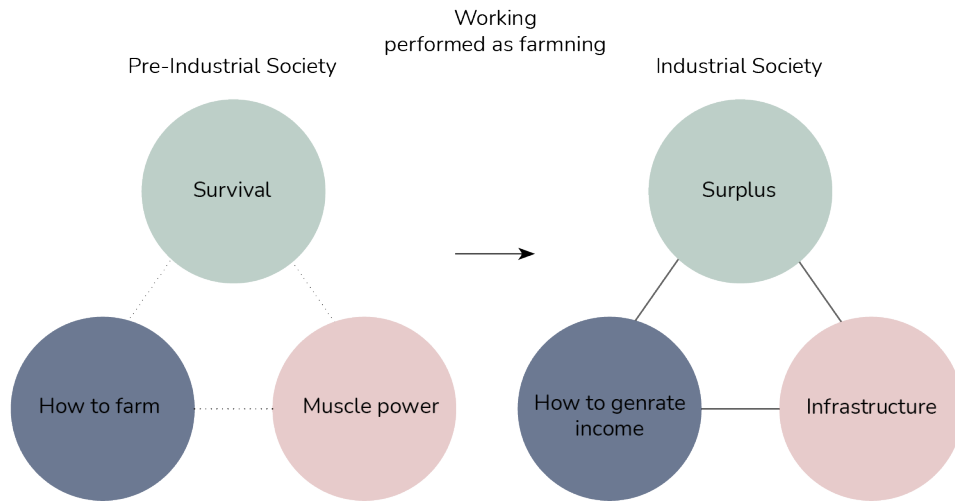 Working
performed as farmning
Pre-Industrial Society
Industrial Society
Survival
Surplus
How to farm
Muscle power
How to genrate
income
Infrastructure